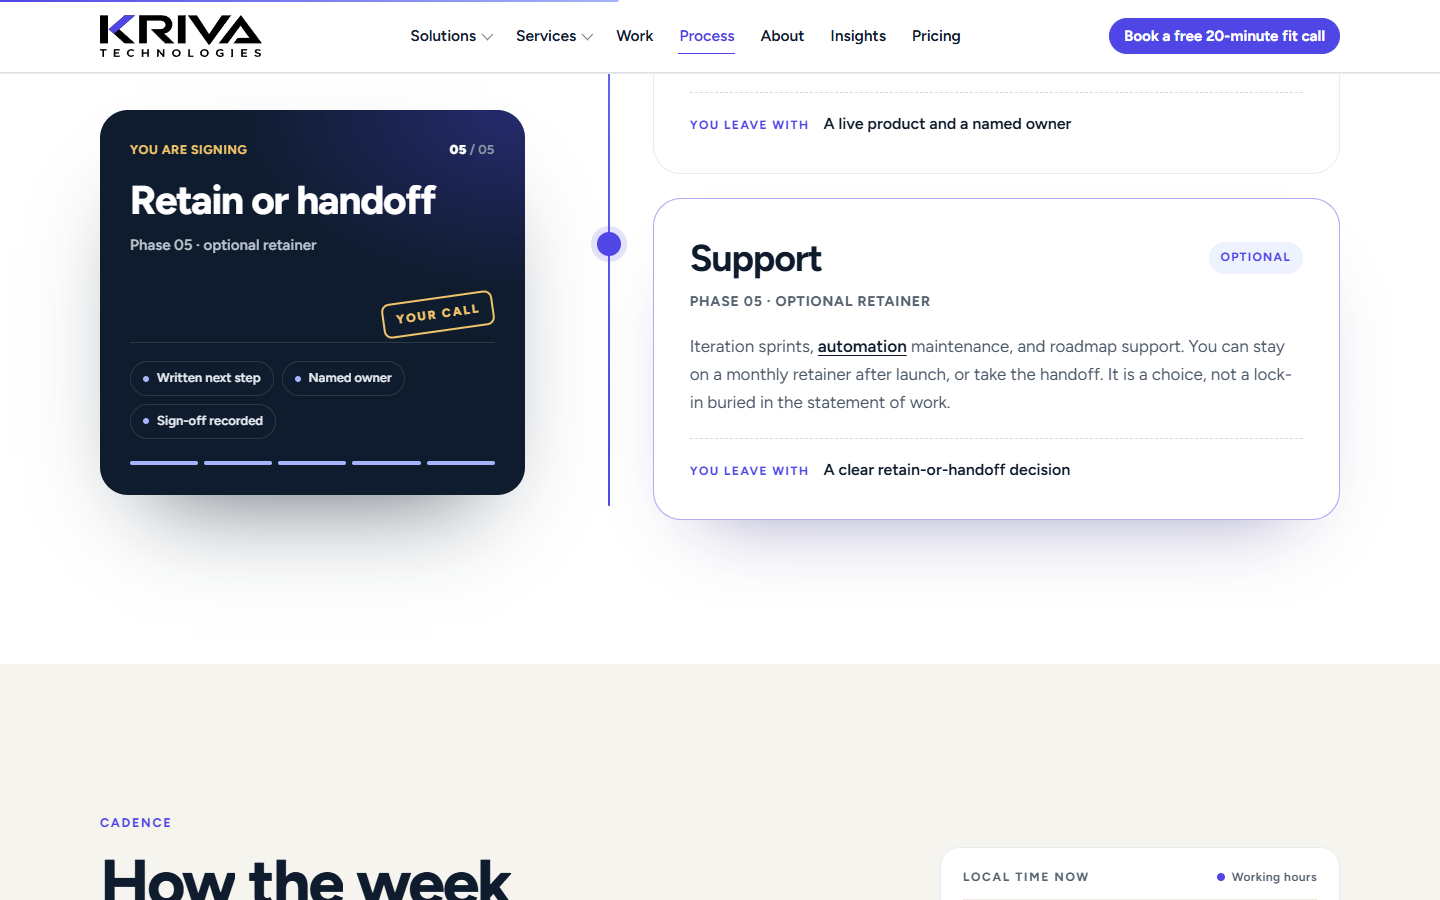 KRIVA
TECHNOLOGIES
Solutions Services Work Process About Insights Pricing
Book a free 20-minute fit call
YOU LEAVE WITH A live product and a named owner
YOU ARE SIGNING 05 / 05
Retain or handoff
Phase 05 · optional retainer
YOUR CALL
Written next step
Named owner
Sign-off recorded
Support
OPTIONAL
PHASE 05 · OPTIONAL RETAINER
Iteration sprints, automation maintenance, and roadmap support. You can stay
on a monthly retainer after launch, or take the handoff. It is a choice, not a lock-
in buried in the statement of work.
YOU LEAVE WITH A clear retain-or-handoff decision
CADENCE
How the week
LOCAL TIME NOW
Working hours